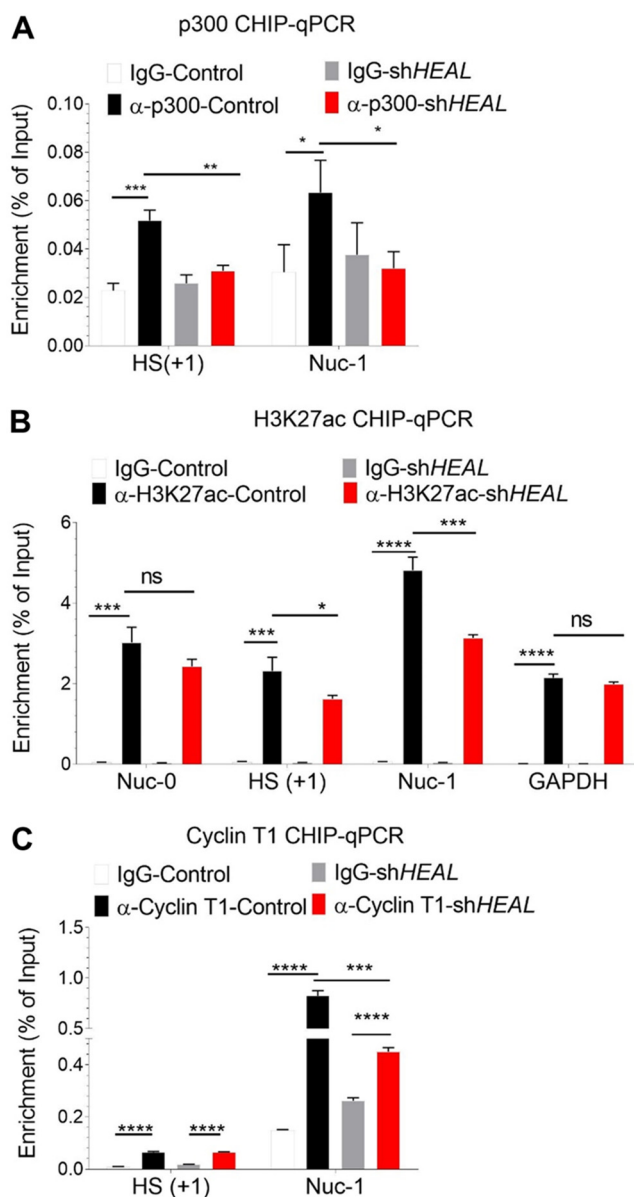 A
p300 CHIP-qPCR
IgG-Control
IgG-shHEAL
α-p300-Control
α-p300-shHEAL
Enrichment (% of Input)
0.10
0.08
0.06
0.04
0.02
0.00
***
**
*
*
HS(+1)
Nuc-1
B
H3K27ac CHIP-qPCR
IgG-Control
IgG-shHEAL
α-H3K27ac-Control
α-H3K27ac-shHEAL
Enrichment (% of Input)
6
4
2
0
***
ns
***
*
****
***
****
ns
Nuc-0
HS (+1)
Nuc-1
GAPDH
C
Cyclin T1 CHIP-qPCR
IgG-Control
IgG-shHEAL
α-Cyclin T1-Control
α-Cyclin T1-shHEAL
Enrichment (% of Input)
1.5
1.0
0.5
0.4
0.2
0.0
****
****
****
***
****
HS (+1)
Nuc-1